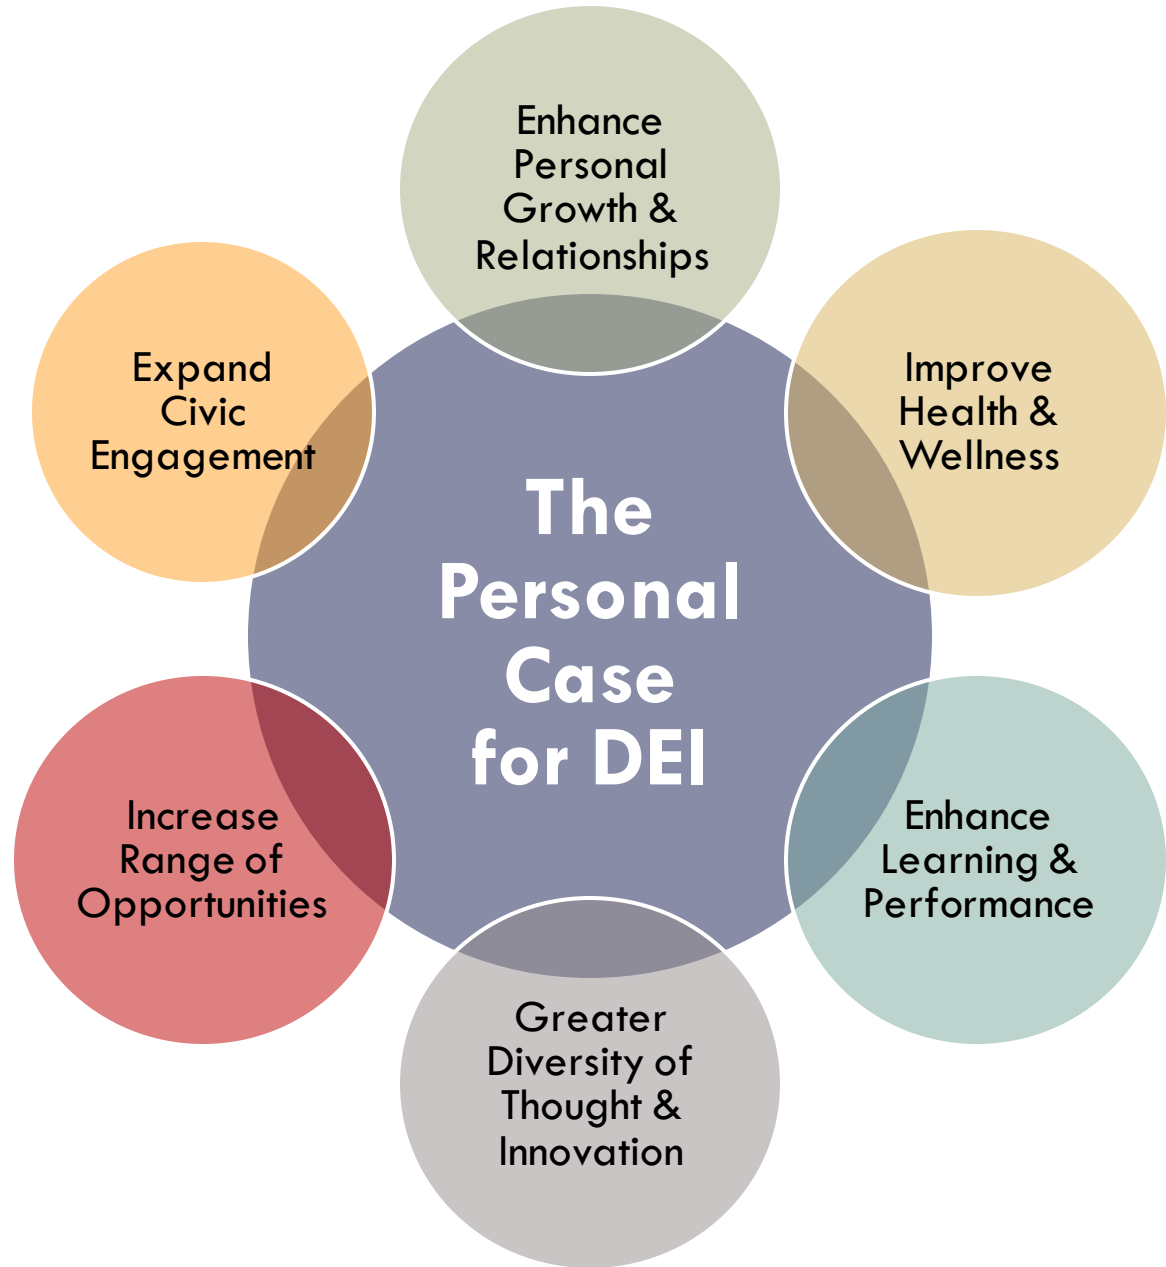 Enhance
Personal
Growth &
Relationships
Improve
Health &
Wellness
Enhance
Learning &
Performance
Greater
Diversity of
Thought &
Innovation
Increase
Range of
Opportunities
Expand
Civic
Engagement
The
Personal
Case
for DEI